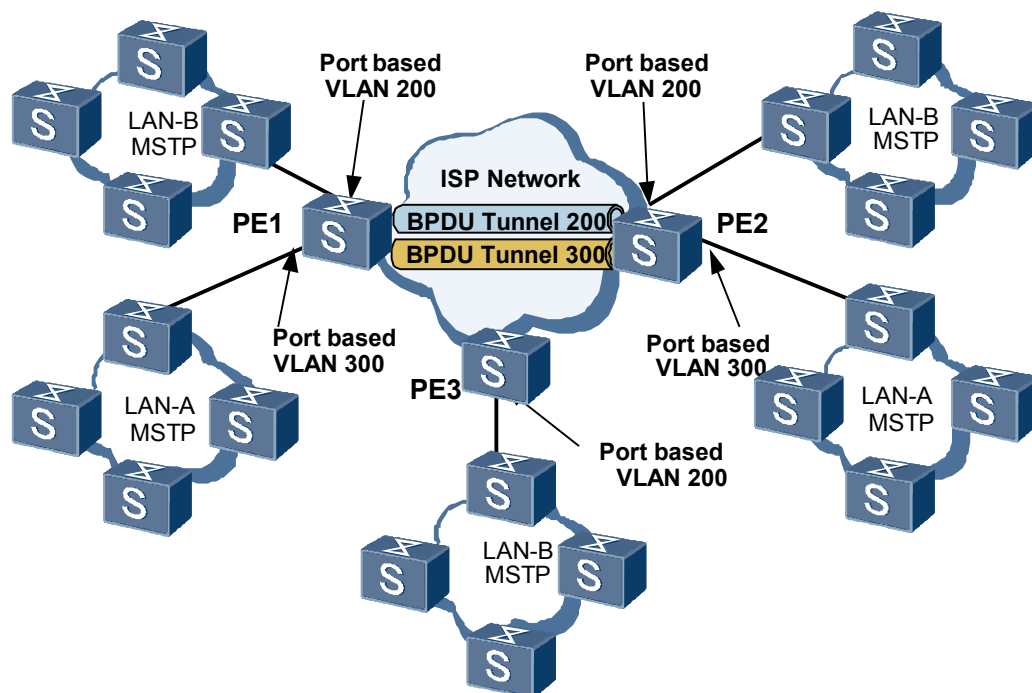 Port based
VLAN 200
Port based
VLAN 200
S
S
S
S
LAN-B
MSTP
S
S
S
S
LAN-B
MSTP
ISP Network
PE1
S
BPDU Tunnel 200
BPDU Tunnel 300
S
PE2
Port based
VLAN 300
Port based
VLAN 300
S
S
S
S
LAN-A
MSTP
PE3
S
S
S
S
S
LAN-A
MSTP
Port based
VLAN 200
S
S
S
S
LAN-B
MSTP